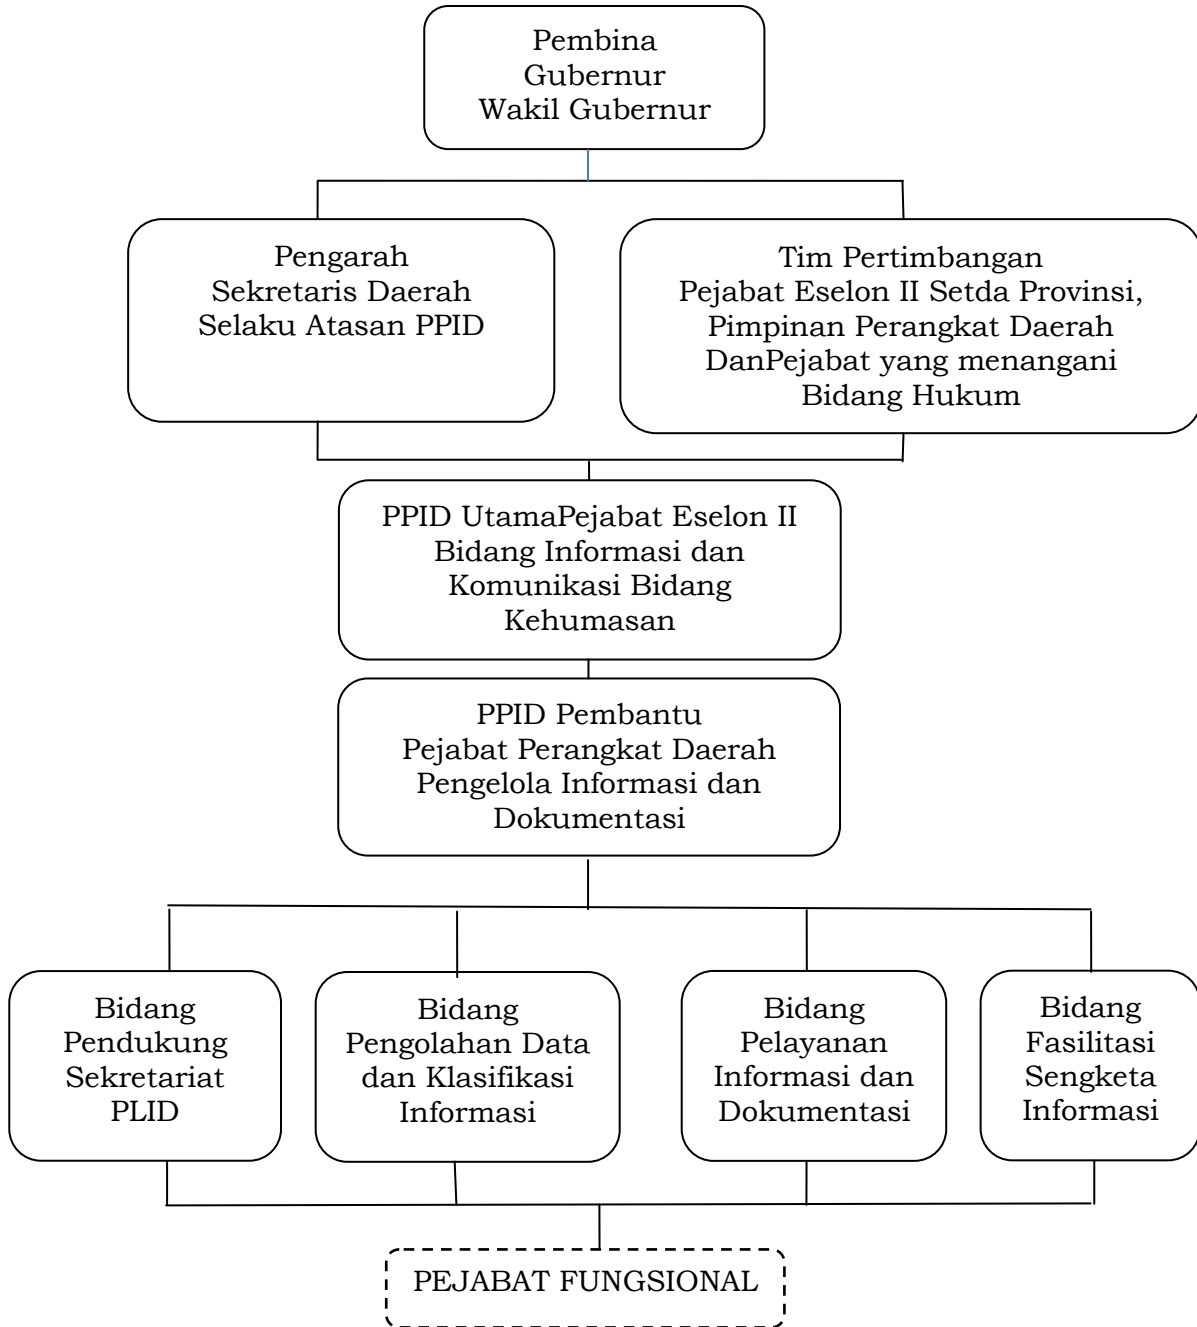 Pembina
Gubernur
Wakil Gubernur
Pengarah
Sekretaris Daerah
Selaku Atasan PPID
Tim Pertimbangan
Pejabat Eselon II Setda Provinsi,
Pimpinan Perangkat Daerah
DanPejabat yang menangani
Bidang Hukum
PPID UtamaPejabat Eselon II
Bidang Informasi dan
Komunikasi Bidang
Kehumasan
PPID Pembantu
Pejabat Perangkat Daerah
Pengelola Informasi dan
Dokumentasi
Bidang
Pendukung
Sekretariat
PLID
Bidang
Pengolahan Data
dan Klasifikasi
Informasi
Bidang
Pelayanan
Informasi dan
Dokumentasi
Bidang
Fasilitasi
Sengketa
Informasi
PEJABAT FUNGSIONAL